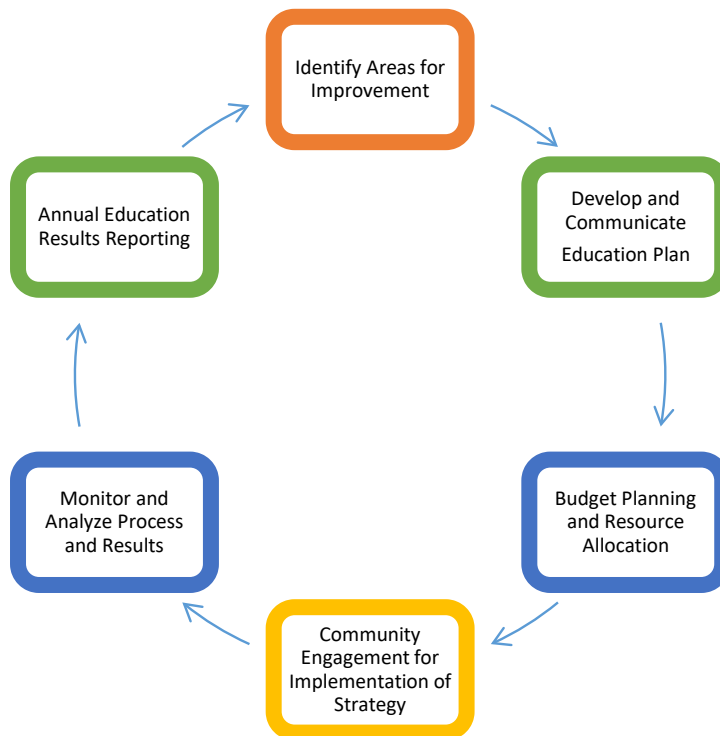 Identify Areas for
Improvement
Develop and
Communicate
Education Plan
Budget Planning
and Resource
Allocation
Community
Engagement for
Implementation of
Strategy
Monitor and
Analyze Process
and Results
Annual Education
Results Reporting